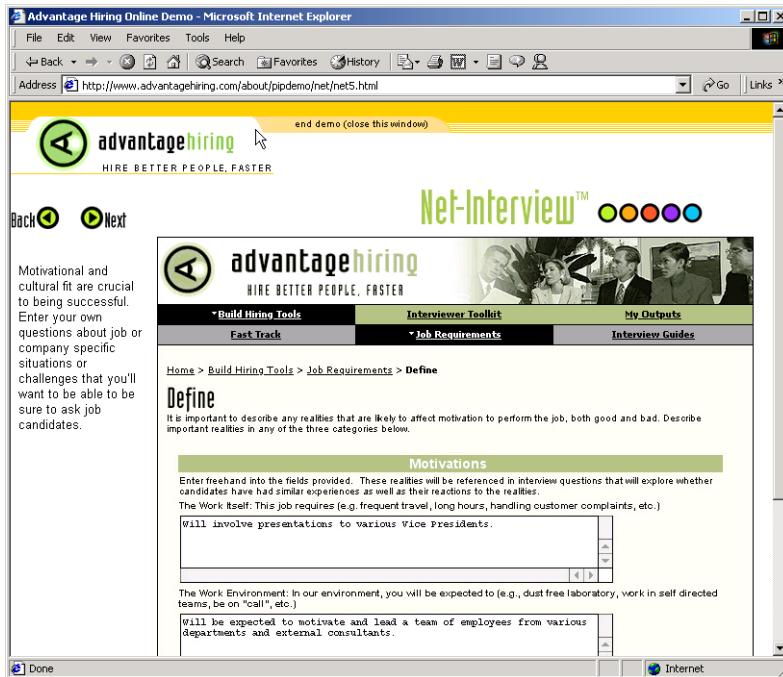 Advantage Hiring Online Demo - Microsoft Internet Explorer
File Edit View Favorites Tools Help
Back Search Favorites History
Address http://www.advantagehiring.com/about/pipdemo/net/net5.html Go Links »
end demo (close this window)
advantagehiring
HIRE BETTER PEOPLE, FASTER
Net-Interview™
Back Next
advantagehiring
HIRE BETTER PEOPLE, FASTER
Build Hiring Tools Interviewer Toolkit My Outputs
Fast Track Job Requirements Interview Guides
Motivational and
cultural fit are crucial
to being successful.
Enter your own
questions about job or
company specific
situations or
challenges that you'll
want to be able to be
sure to ask job
candidates.
Home > Build Hiring Tools > Job Requirements > Define
Define
It is important to describe any realities that are likely to affect motivation to perform the job, both good and bad. Describe
important realities in any of the three categories below.
Motivations
Enter freehand into the fields provided. These realities will be referenced in interview questions that will explore whether
candidates have had similar experiences as well as their reactions to the realities.
The Work Itself: This job requires (e.g. frequent travel, long hours, handling customer complaints, etc.)
Will involve presentations to various Vice Presidents.
The Work Environment: In our environment, you will be expected to (e.g., dust free laboratory, work in self directed
teams, be on "call", etc.)
Will be expected to motivate and lead a team of employees from various
departments and external consultants.
Done Internet